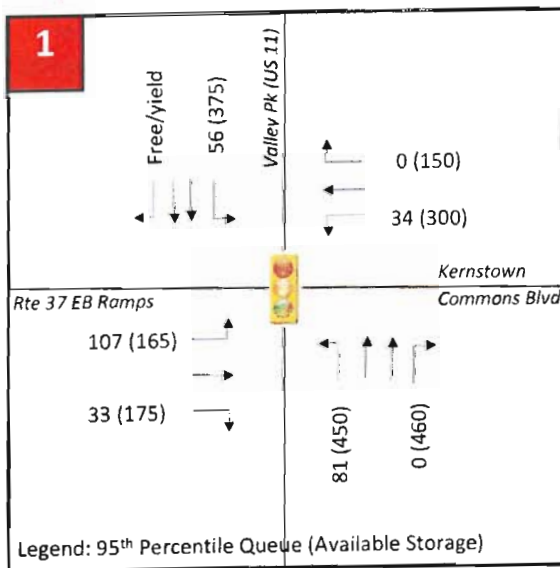 1
Free/yield
56 (375)
Valley Pk (US 11)
0 (150)
34 (300)
Kernstown
Commons Blvd
Rte 37 EB Ramps
107 (165)
33 (175)
81 (450)
0 (460)
Legend: 95th Percentile Queue (Available Storage)